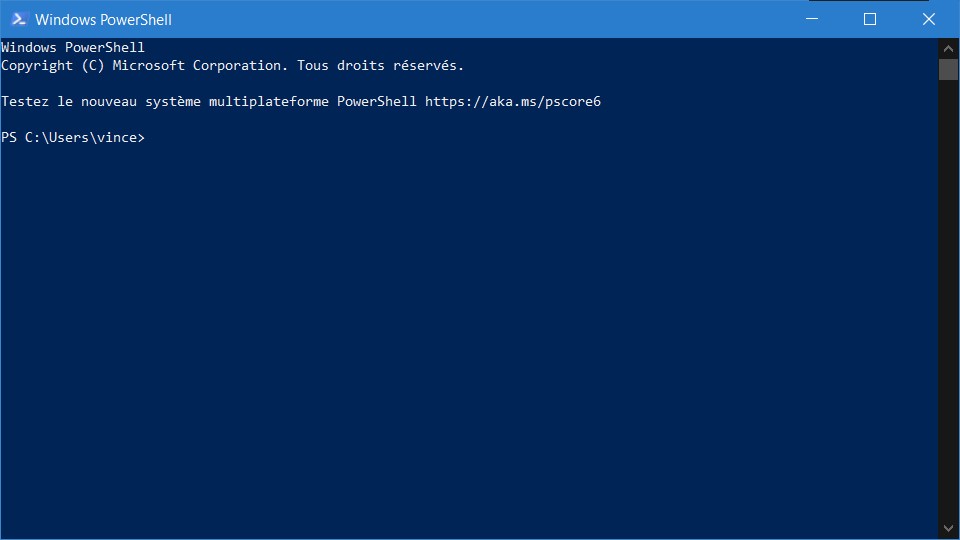 Windows PowerShell
Windows PowerShell
Copyright (C) Microsoft Corporation. Tous droits réservés.
Testez le nouveau système multiplateforme PowerShell https://aka.ms/pscore6
PS C:\Users\vince>